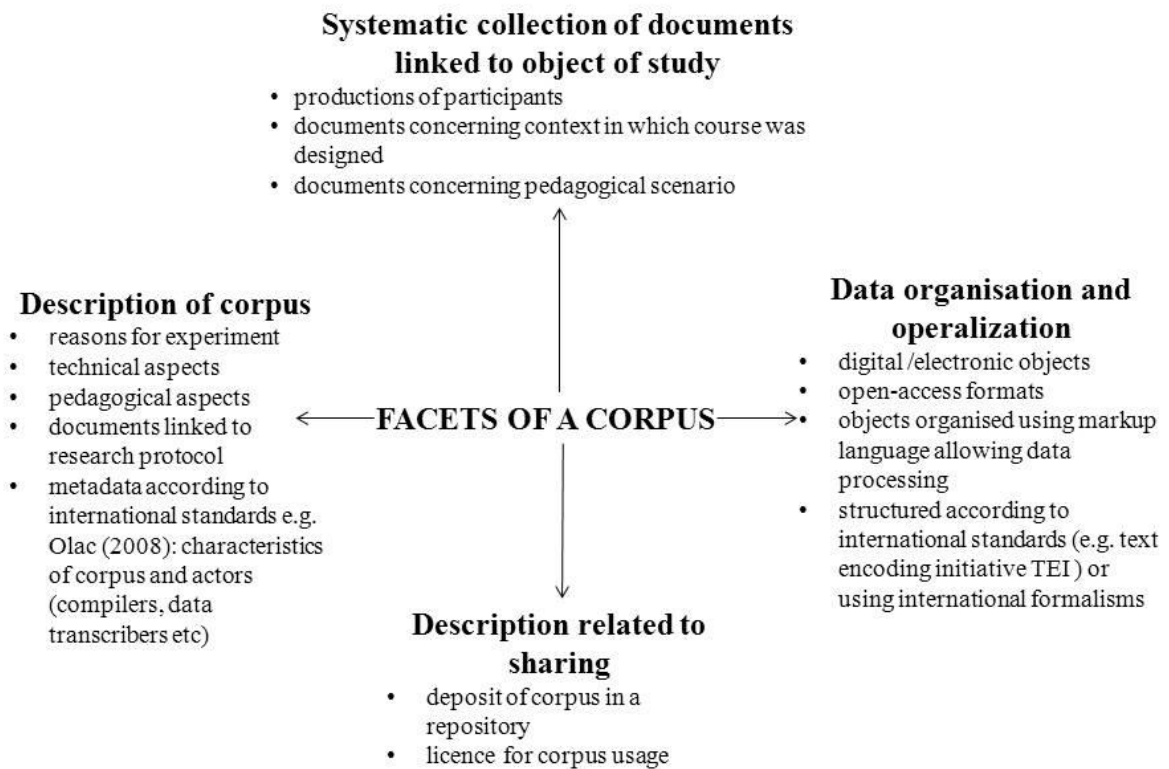 Systematic collection of documents
linked to object of study
• productions of participants
• documents concerning context in which course was
designed
• documents concerning pedagogical scenario
Description of corpus
• reasons for experiment
• technical aspects
• pedagogical aspects
• documents linked to
research protocol
• metadata according to
international standards e.g.
Olac (2008): characteristics
of corpus and actors
(compilers, data
transcribers etc)
FACETS OF A CORPUS
Data organisation and
operalization
• digital /electronic objects
• open-access formats
• objects organised using markup
language allowing data
processing
• structured according to
international standards (e.g. text
encoding initiative TEI ) or
using international formalisms
Description related to
sharing
• deposit of corpus in a
repository
• licence for corpus usage